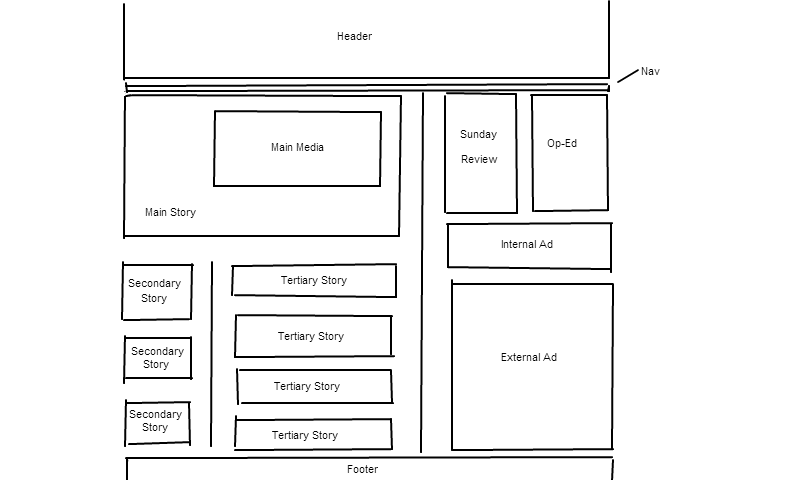 Header
Nav
Main Media
Main Story
Sunday
Review
Op-Ed
Internal Ad
Secondary
Story
Secondary
Story
Secondary
Story
Tertiary Story
Tertiary Story
Tertiary Story
Tertiary Story
External Ad
Footer